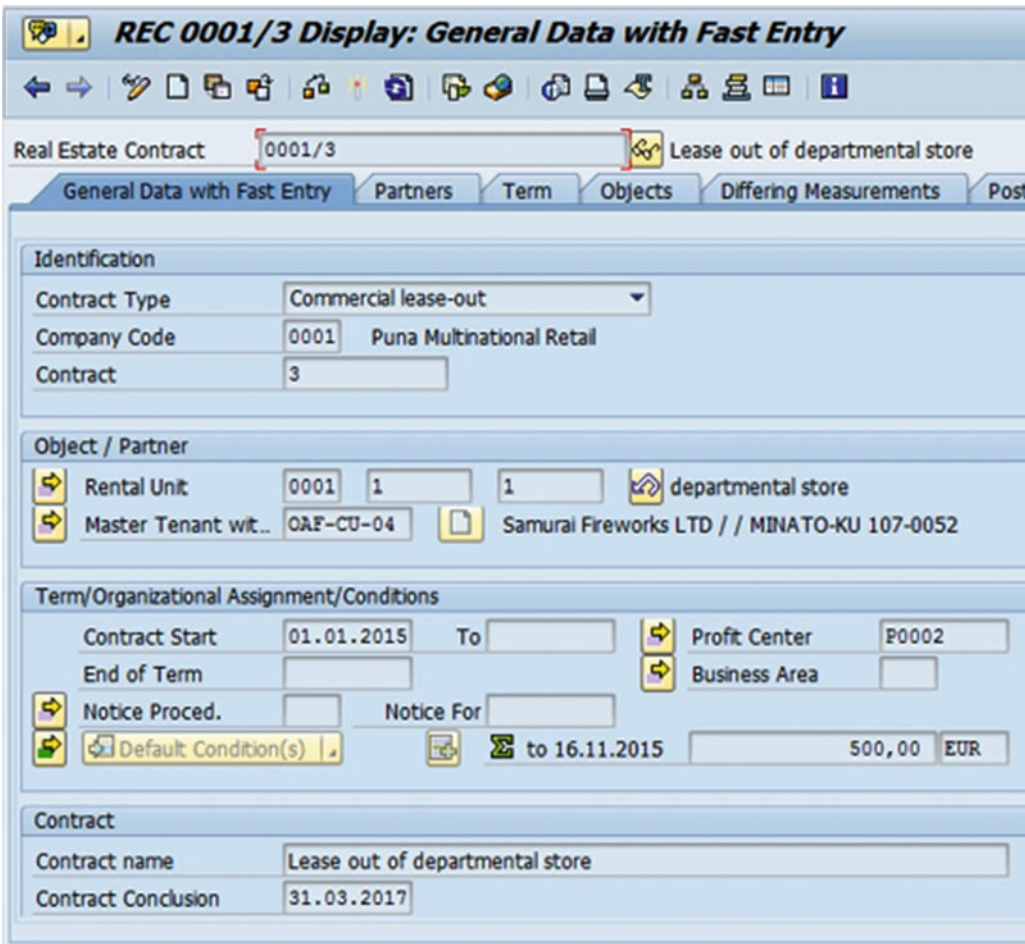 REC 0001/3 Display: General Data with Fast Entry
Real Estate Contract 0001/3 Lease out of departmental store
General Data with Fast Entry Partners Term Objects Differing Measurements Post
Identification
Contract Type Commercial lease-out
Company Code 0001 Puna Multinational Retail
Contract 3
Object / Partner
Rental Unit 0001 1 1 departmental store
Master Tenant wit.. OAF-CU-04 Samurai Fireworks LTD / / MINATO-KU 107-0052
Term/Organizational Assignment/Conditions
Contract Start 01.01.2015 To Profit Center P0002
End of Term Business Area
Notice Proced. Notice For
Default Condition(s) Σ to 16.11.2015 500,00 EUR
Contract
Contract name Lease out of departmental store
Contract Conclusion 31.03.2017